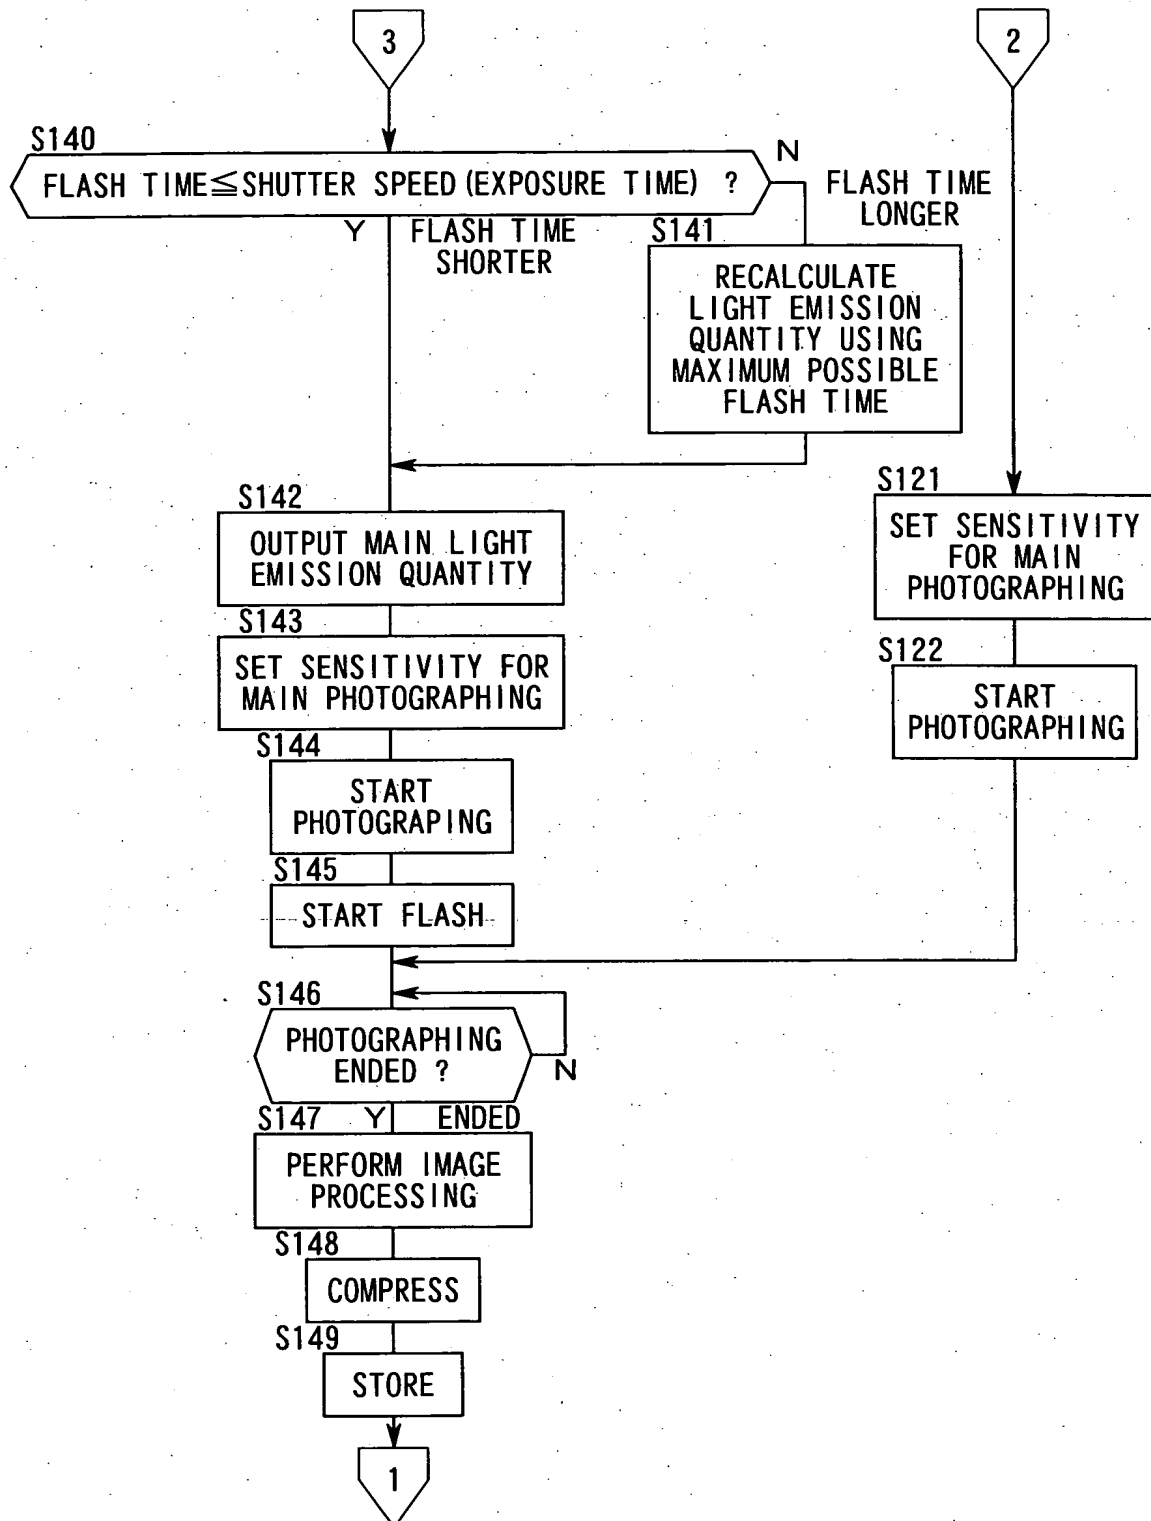 3
2
S140
FLASH TIME≦SHUTTER SPEED(EXPOSURE TIME) ?
N
Y
FLASH TIME
SHORTER
FLASH TIME
LONGER
S141
RECALCULATE
LIGHT EMISSION
QUANTITY USING
MAXIMUM POSSIBLE
FLASH TIME
S142
OUTPUT MAIN LIGHT
EMISSION QUANTITY
S143
SET SENSITIVITY FOR
MAIN PHOTOGRAPHING
S144
START
PHOTOGRAPING
S145
START FLASH
S121
SET SENSITIVITY
FOR MAIN
PHOTOGRAPHING
S122
START
PHOTOGRAPHING
S146
PHOTOGRAPHING
ENDED ?
N
Y ENDED
S147
PERFORM IMAGE
PROCESSING
S148
COMPRESS
S149
STORE
1